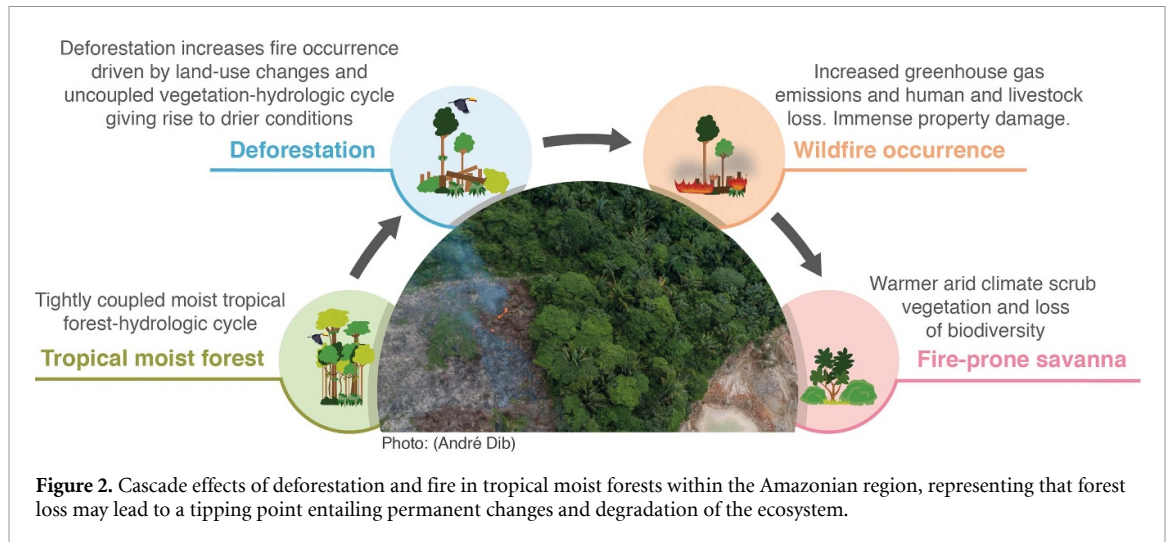 Deforestation increases fire occurrence
driven by land-use changes and
uncoupled vegetation-hydrologic cycle
giving rise to drier conditions
Deforestation
Increased greenhouse gas
emissions and human and livestock
loss. Immense property damage.
Wildfire occurrence
Tightly coupled moist tropical
forest-hydrologic cycle
Tropical moist forest
Warmer arid climate scrub
vegetation and loss
of biodiversity
Fire-prone savanna
Photo: (André Dib)
Figure 2. Cascade effects of deforestation and fire in tropical moist forests within the Amazonian region, representing that forest
loss may lead to a tipping point entailing permanent changes and degradation of the ecosystem.